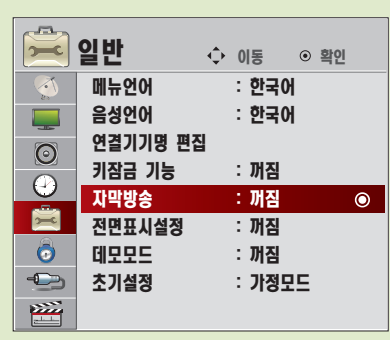 일반 이동 확인
메뉴언어 : 한국어
음성언어 : 한국어
연결기기명 편집
키잠금 기능 : 꺼짐
자막방송 : 꺼짐
전면표시설정 : 꺼짐
데모모드 : 꺼짐
초기설정 : 가정모드